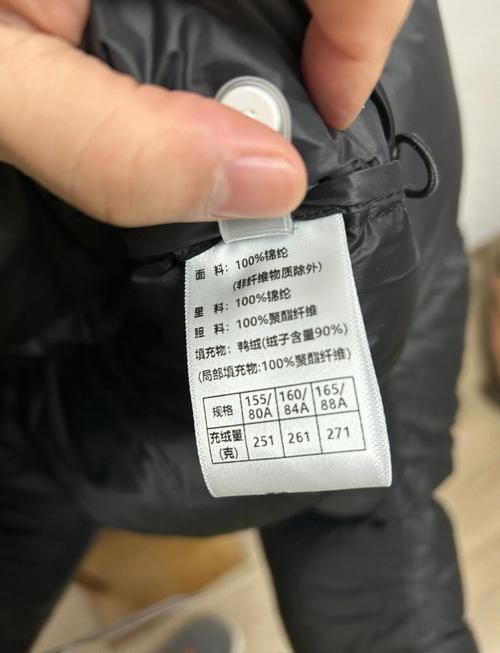 面 料: 100%锦纶
(非纤维物质除外)
里 料: 100%锦纶
胆 料: 100%聚酯纤维
填充物: 鸭绒(绒子含量90%)
(局部填充物:100%聚酯纤维)
规格 155/80A 160/84A 165/88A
充绒量(克) 251 261 271